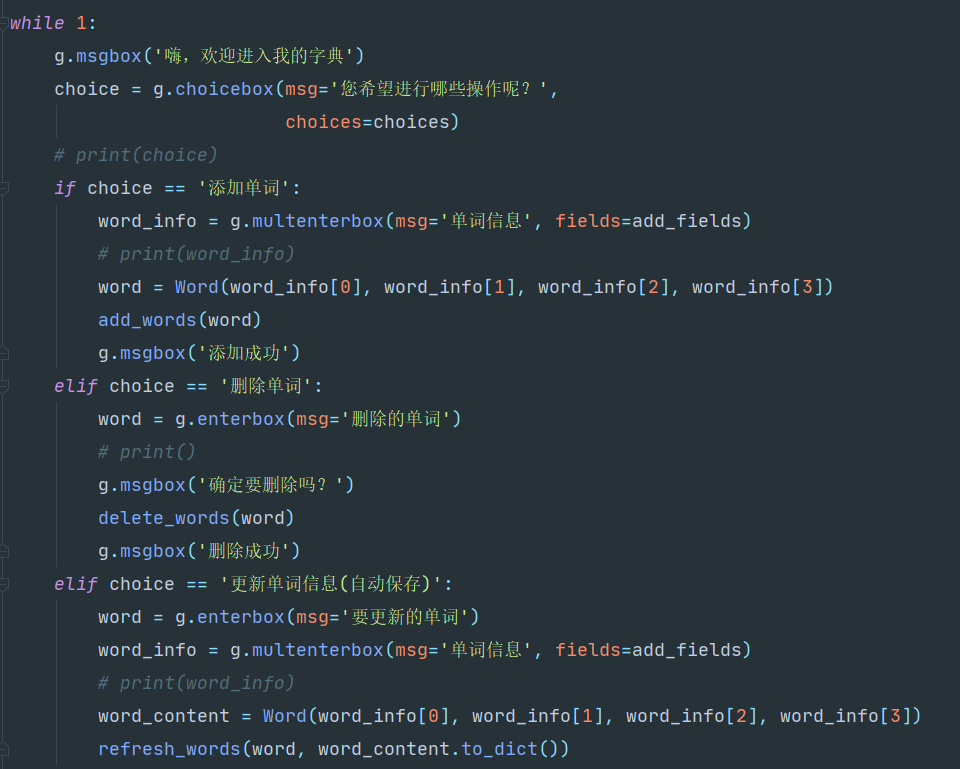 while 1:
    g.msgbox('嗨，欢迎进入我的字典')
    choice = g.choicebox(msg='您希望进行哪些操作呢？',
                         choices=choices)
    # print(choice)
    if choice == '添加单词':
        word_info = g.multenterbox(msg='单词信息', fields=add_fields)
        # print(word_info)
        word = Word(word_info[0], word_info[1], word_info[2], word_info[3])
        add_words(word)
        g.msgbox('添加成功')
    elif choice == '删除单词':
        word = g.enterbox(msg='删除的单词')
        # print()
        g.msgbox('确定要删除吗？')
        delete_words(word)
        g.msgbox('删除成功')
    elif choice == '更新单词信息(自动保存)':
        word = g.enterbox(msg='要更新的单词')
        word_info = g.multenterbox(msg='单词信息', fields=add_fields)
        # print(word_info)
        word_content = Word(word_info[0], word_info[1], word_info[2], word_info[3])
        refresh_words(word, word_content.to_dict())